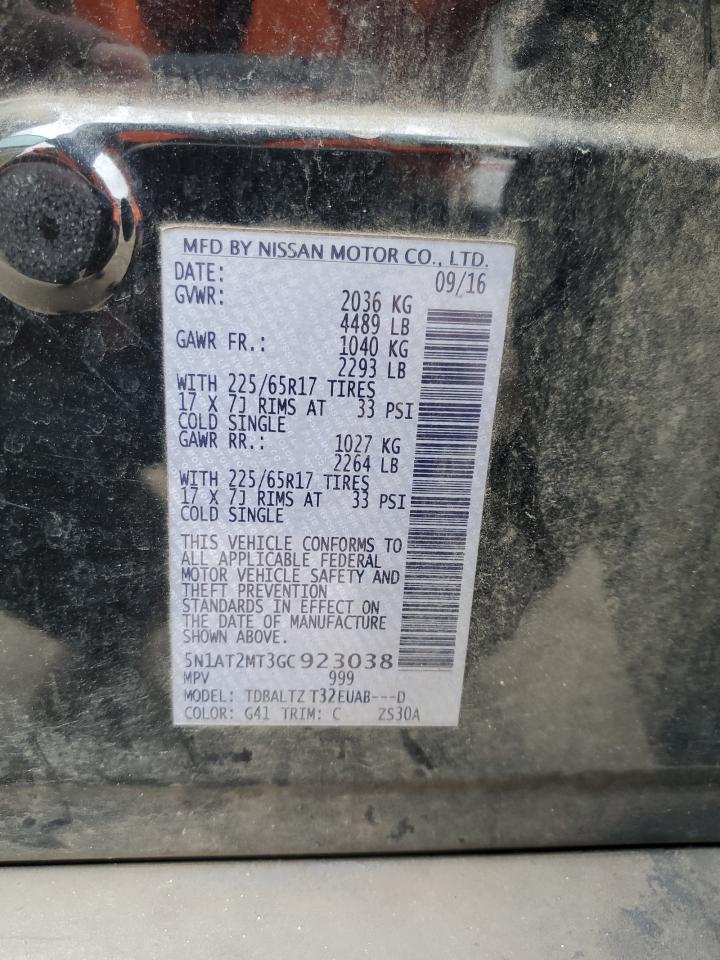 MFD BY NISSAN MOTOR CO., LTD.
DATE: 09/16
GVWR: 2036 KG
4489 LB
GAWR FR.: 1040 KG
2293 LB
WITH 225/65R17 TIRES
17 X 7J RIMS AT 33 PSI
COLD SINGLE
GAWR RR.: 1027 KG
2264 LB
WITH 225/65R17 TIRES
17 X 7J RIMS AT 33 PSI
COLD SINGLE
THIS VEHICLE CONFORMS TO
ALL APPLICABLE FEDERAL
MOTOR VEHICLE SAFETY AND
THEFT PREVENTION
STANDARDS IN EFFECT ON
THE DATE OF MANUFACTURE
SHOWN ABOVE.
5N1AT2MT3GC923038
MPV 999
MODEL: TDBALTZ T32EUAB---D
COLOR: G41 TRIM: C ZS30A